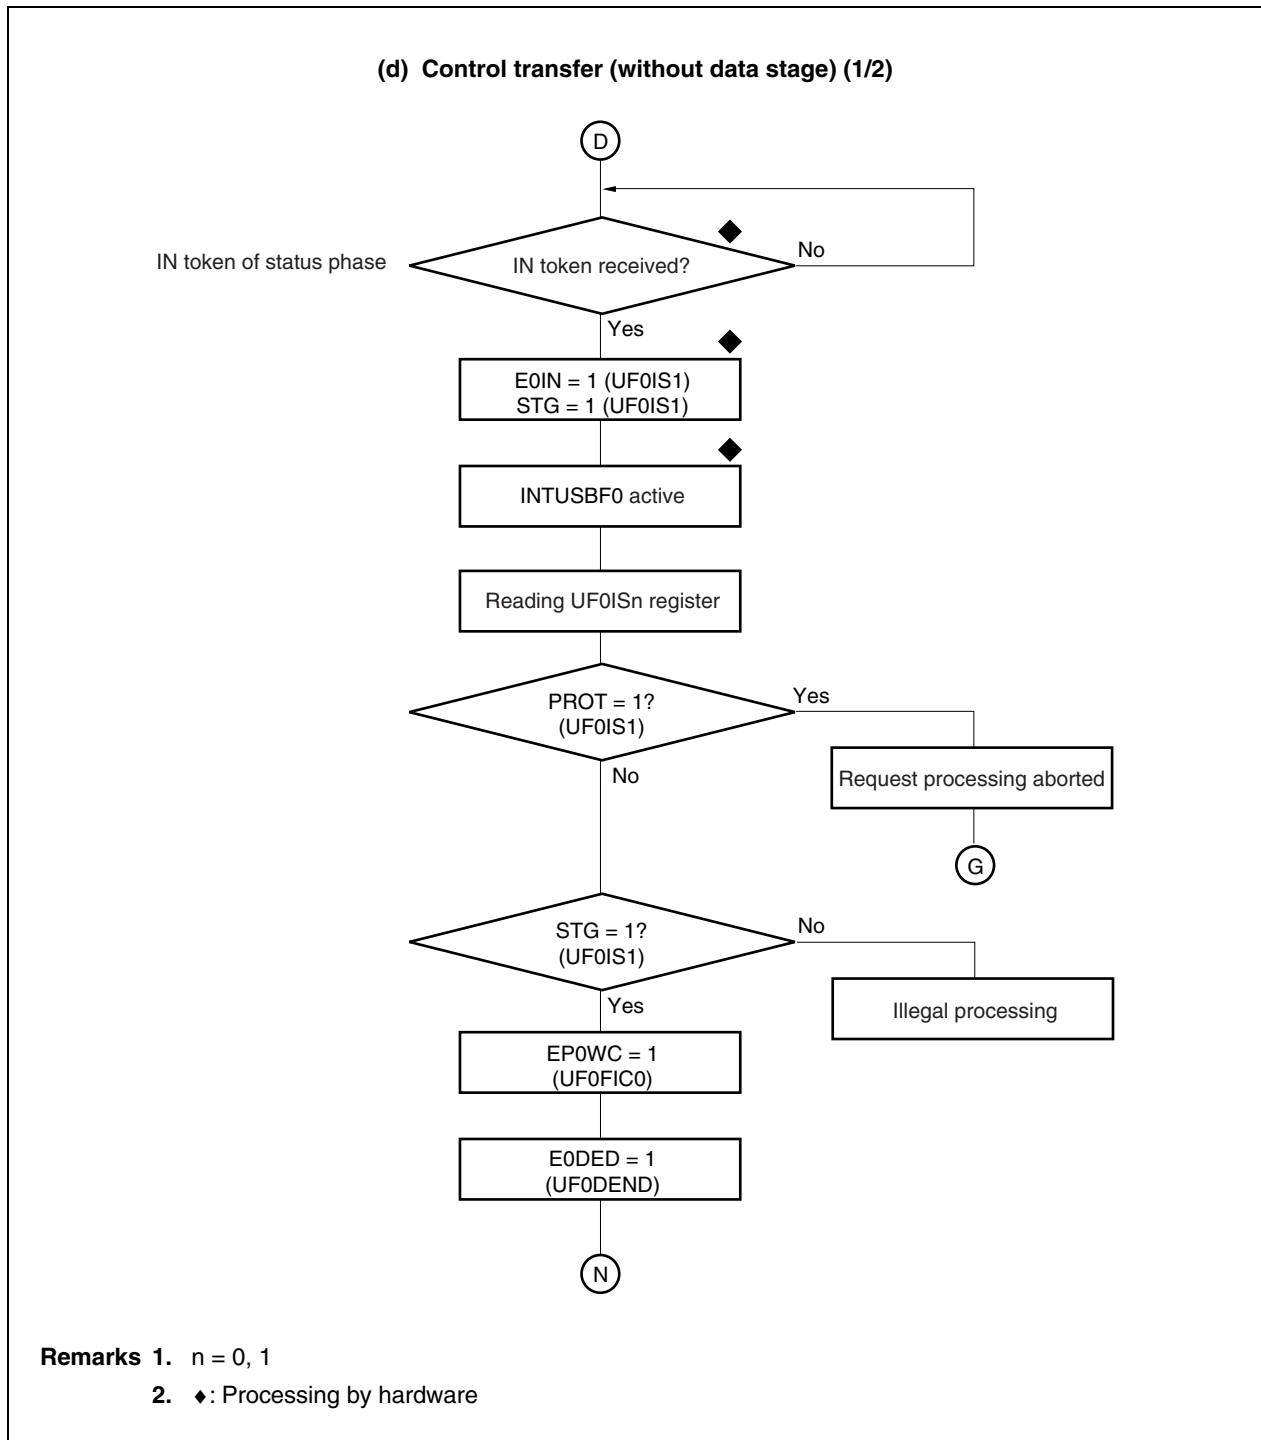 (d) Control transfer (without data stage) (1/2)
D
IN token of status phase
IN token received?
No
Yes
E0IN = 1 (UF0IS1)
STG = 1 (UF0IS1)
INTUSBF0 active
Reading UF0ISn register
PROT = 1?
(UF0IS1)
Yes
No
Request processing aborted
G
STG = 1?
(UF0IS1)
No
Yes
Illegal processing
EP0WC = 1
(UF0FIC0)
E0DED = 1
(UF0DEND)
N
Remarks 1. n = 0, 1
2. ♦: Processing by hardware